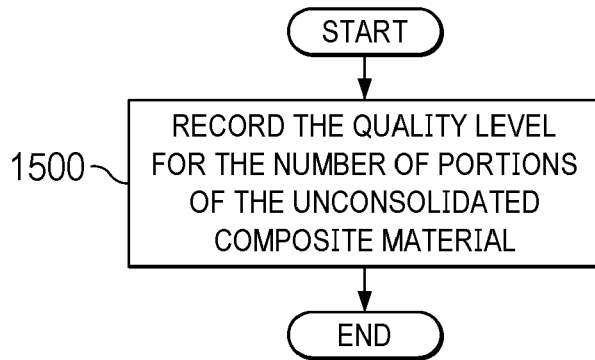 START
1500
RECORD THE QUALITY LEVEL
FOR THE NUMBER OF PORTIONS
OF THE UNCONSOLIDATED
COMPOSITE MATERIAL
END